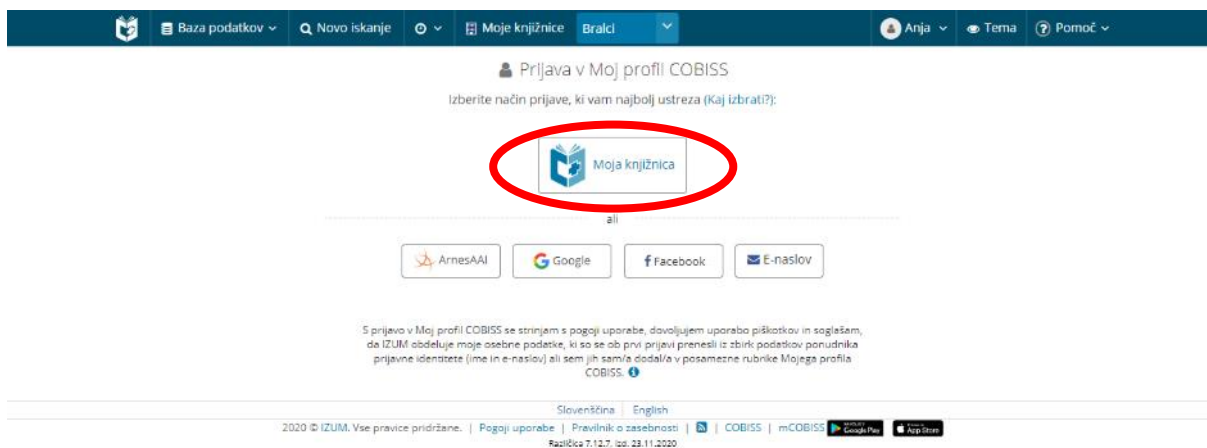 Baza podatkov Novo iskanje Moje knjižnice Bralci Anja Tema Pomoč
Prijava v Moj profil COBISS
Izberite način prijave, ki vam najbolj ustreza (Kaj izbrati?):
Moja knjižnica
ali
ArnesAAI Google Facebook E-naslov
S prijavo v Moj profil COBISS se strinjam s pogoji uporabe, dovoljujem uporabo piškotkov in soglašam,
da IZUM obdeluje moje osebne podatke, ki so se ob prvi prijavi prenesli iz zbirk podatkov ponudnika
prijavne identitete (ime in e-naslov) ali sem jih sam/a dodal/a v posamezne rubrike Mojega profila
COBISS.
Slovenščina English
2020 © IZUM. Vse pravice pridržane. | Pogoji uporabe | Pravilnik o zasebnosti | | COBISS | mCOBISS Google Play App Store
Različica 7.12.7, izd. 23.11.2020